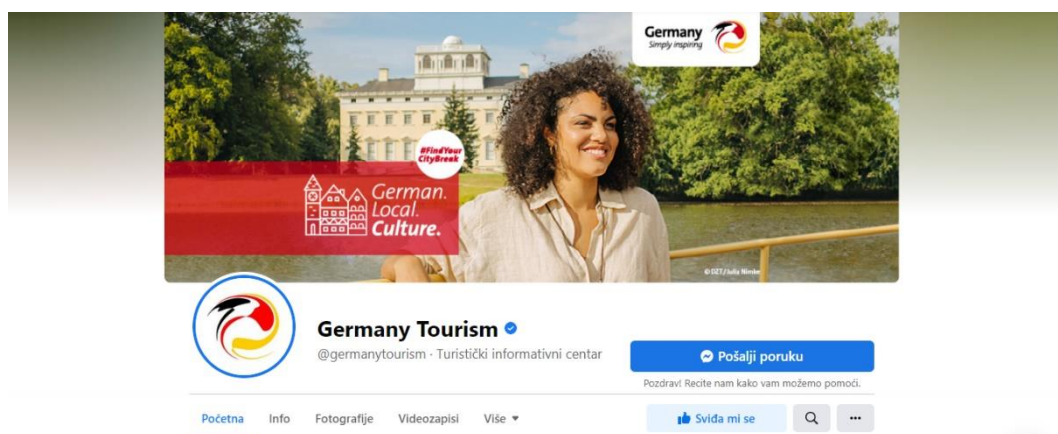 Germany
Simply inspiring
#FindYour
CityBreak
German.
Local.
Culture.
© DZT/Julia Nimke
Germany Tourism
@germanytourism · Turistički informativni centar
Pošalji poruku
Pozdrav! Recite nam kako vam možemo pomoći.
Početna Info Fotografije Videozapisi Više
Sviđa mi se